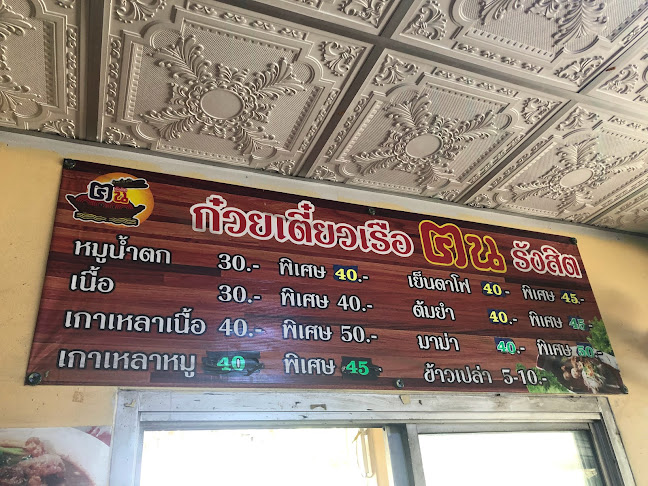 ฅน
ก๋วยเตี๋ยวเรือ ฅน รังสิต
หมูน้ำตก 30.- พิเศษ 40.-
เนื้อ 30.- พิเศษ 40.-
เกาเหลาเนื้อ 40.- พิเศษ 50.-
เกาเหลาหมู 40 พิเศษ 45.-
เย็นตาโฟ 40.- พิเศษ 45.-
ต้มยำ 40.- พิเศษ 45.-
มาม่า 40.- พิเศษ 50.-
ข้าวเปล่า 5-10.-